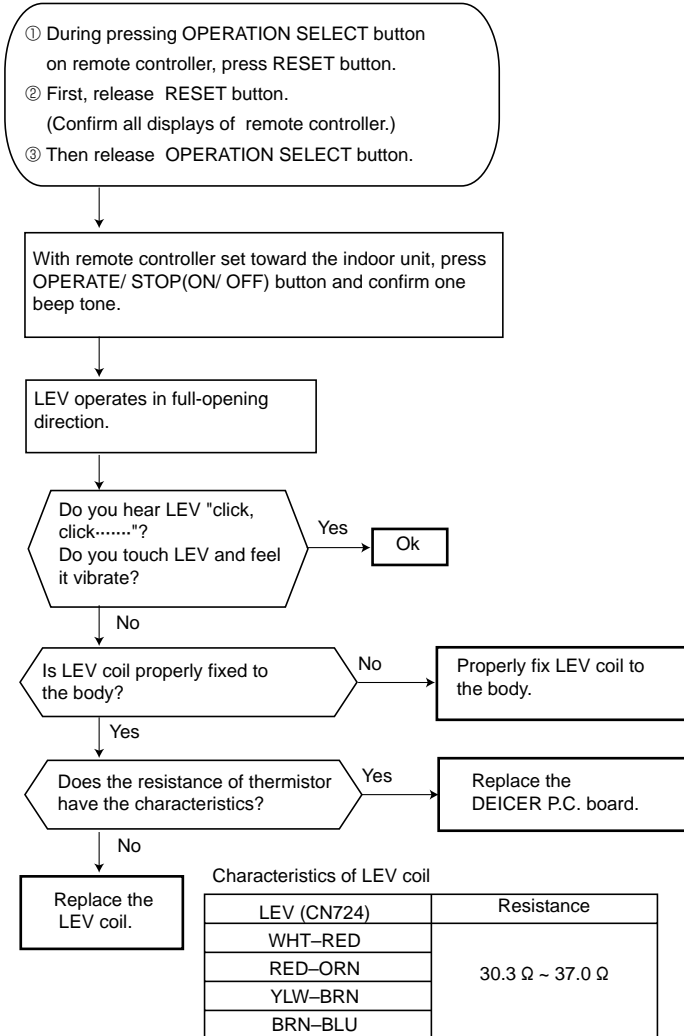 ① During pressing OPERATION SELECT button
on remote controller, press RESET button.
② First, release RESET button.
(Confirm all displays of remote controller.)
③ Then release OPERATION SELECT button.
With remote controller set toward the indoor unit, press
OPERATE/ STOP(ON/ OFF) button and confirm one
beep tone.
LEV operates in full-opening
direction.
Do you hear LEV "click,
click·······"?
Do you touch LEV and feel
it vibrate?
Yes
Ok
No
Is LEV coil properly fixed to
the body?
No
Properly fix LEV coil to
the body.
Yes
Does the resistance of thermistor
have the characteristics?
Yes
Replace the
DEICER P.C. board.
No
Replace the
LEV coil.
Characteristics of LEV coil
LEV (CN724)
Resistance
WHT–RED
RED–ORN
YLW–BRN
BRN–BLU
30.3 Ω ~ 37.0 Ω